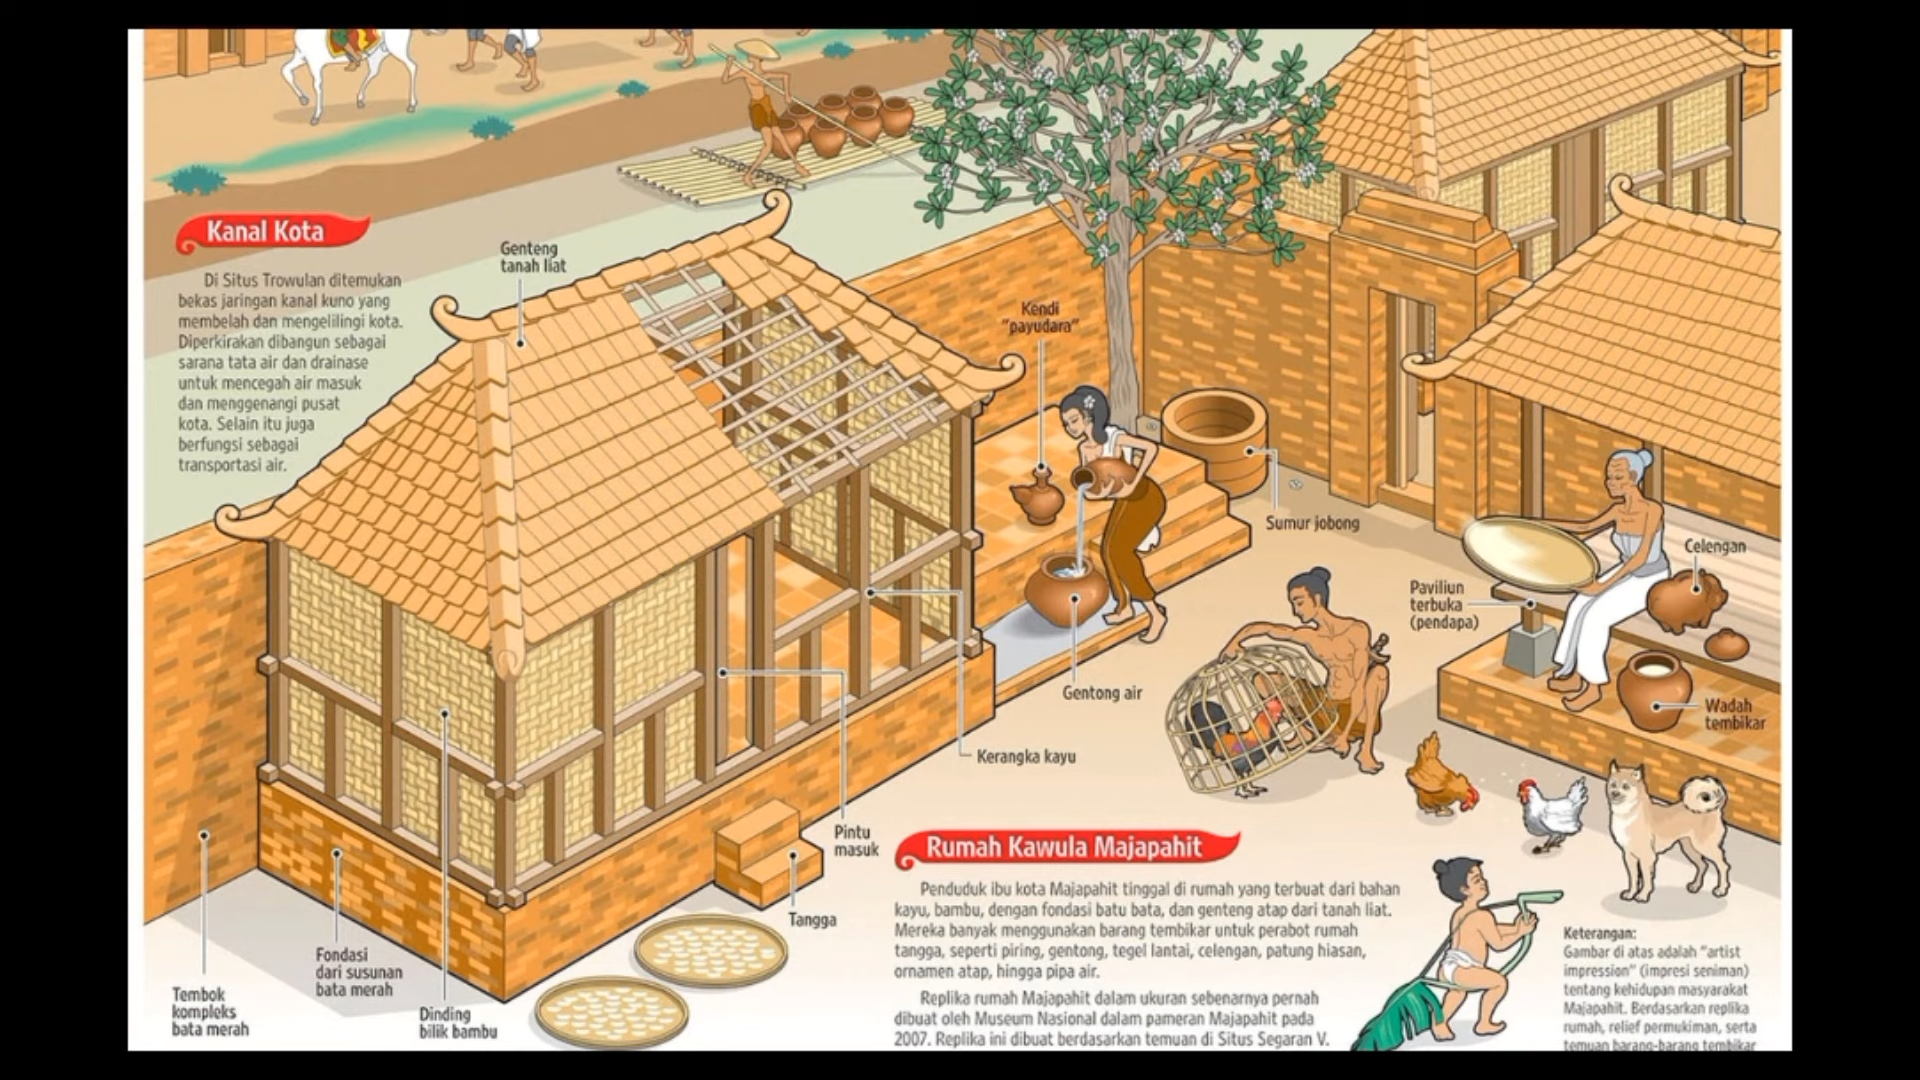 Kanal Kota
Di Situs Trowulan ditemukan
bekas jaringan kanal kuno yang
membelah dan mengelilingi kota.
Diperkirakan dibangun sebagai
sarana tata air dan drainase
untuk mencegah air masuk
dan menggenangi pusat
kota. Selain itu juga
berfungsi sebagai
transportasi air.
Genteng
tanah liat
Kendi
"payudara"
Sumur jobong
Celengan
Paviliun
terbuka
(pendapa)
Gentong air
Wadah
tembikar
Kerangka kayu
Pintu
masuk
Tangga
Fondasi
dari susunan
bata merah
Tembok
kompleks
bata merah
Dinding
bilik bambu
Rumah Kawula Majapahit
Penduduk ibu kota Majapahit tinggal di rumah yang terbuat dari bahan
kayu, bambu, dengan fondasi batu bata, dan genteng atap dari tanah liat.
Mereka banyak menggunakan barang tembikar untuk perabot rumah
tangga, seperti piring, gentong, tegel lantai, celengan, patung hiasan,
ornamen atap, hingga pipa air.
Replika rumah Majapahit dalam ukuran sebenarnya pernah
dibuat oleh Museum Nasional dalam pameran Majapahit pada
2007. Replika ini dibuat berdasarkan temuan di Situs Segaran V.
Keterangan:
Gambar di atas adalah "artist
impression" (impresi seniman)
tentang kehidupan masyarakat
Majapahit. Berdasarkan replika
rumah, relief permukiman, serta
temuan barang-barang tembikar